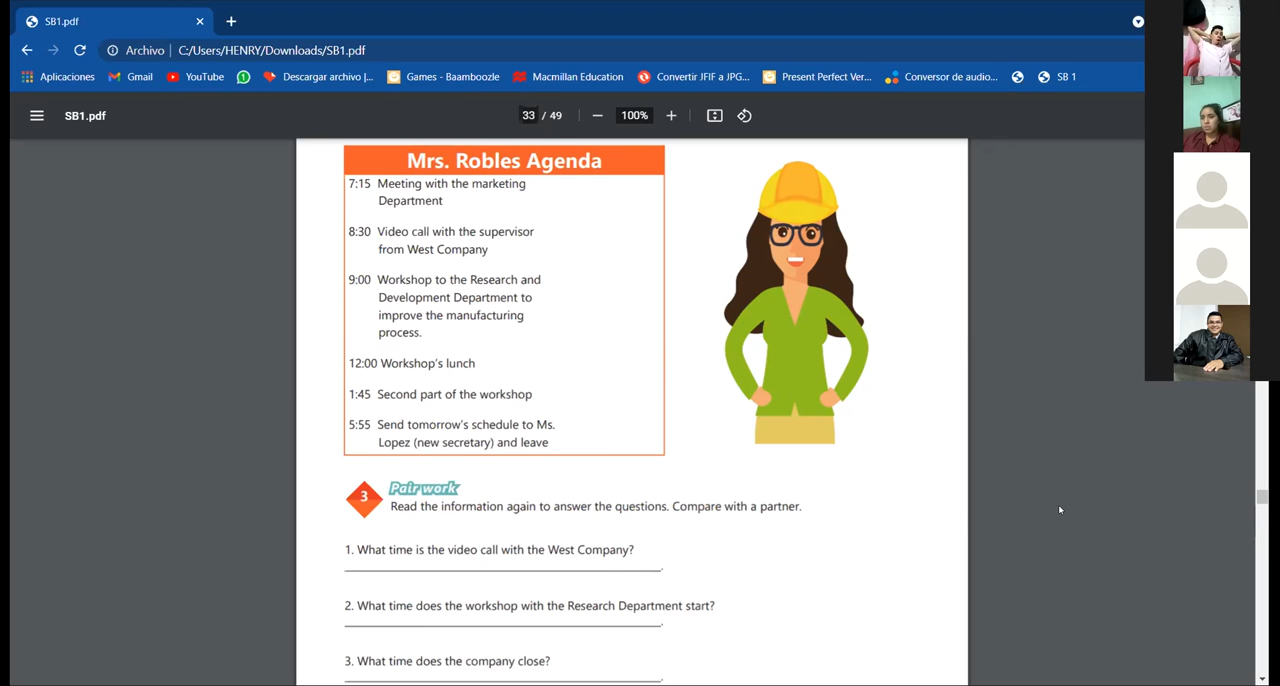 SB1.pdf
Archivo C:/Users/HENRY/Downloads/SB1.pdf
Aplicaciones Gmail YouTube Descargar archivo |... Games - Baamboozle Macmillan Education Convertir JFIF a JPG... Present Perfect Ver... Conversor de audio... SB 1
SB1.pdf 33 / 49 100%
Mrs. Robles Agenda
7:15 Meeting with the marketing
Department
8:30 Video call with the supervisor
from West Company
9:00 Workshop to the Research and
Development Department to
improve the manufacturing
process.
12:00 Workshop's lunch
1:45 Second part of the workshop
5:55 Send tomorrow's schedule to Ms.
Lopez (new secretary) and leave
3 Pair work
Read the information again to answer the questions. Compare with a partner.
1. What time is the video call with the West Company?
2. What time does the workshop with the Research Department start?
3. What time does the company close?